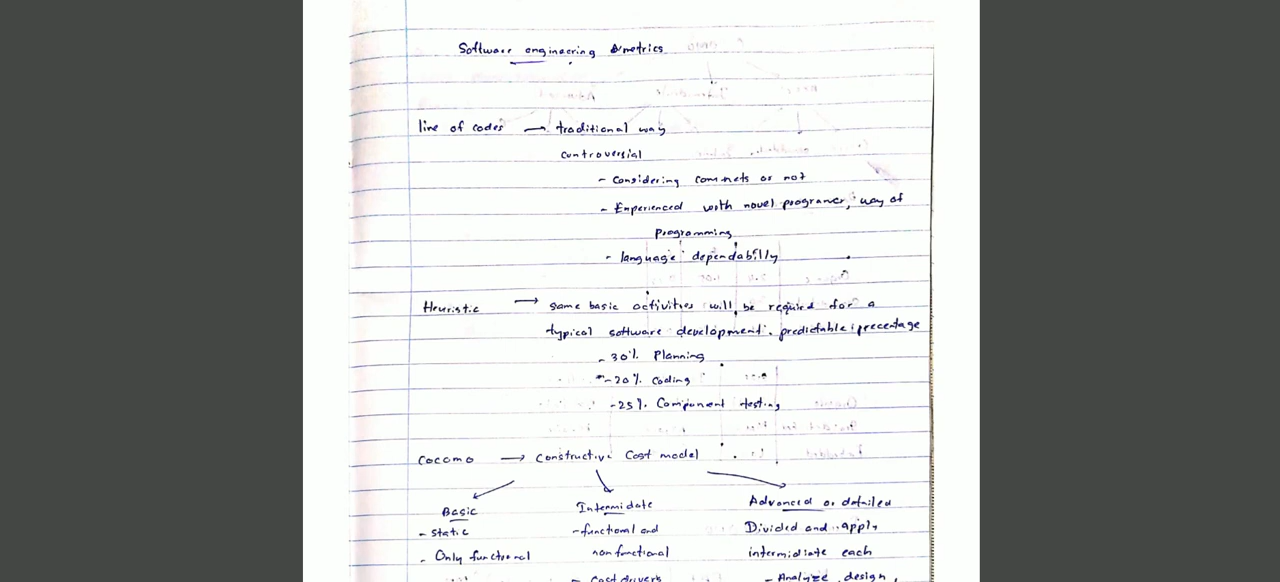 Software engineering & metrics
line of codes → traditional way
controversial
- Considering comnets or not
- Experienced with novel programer, way of
programming
- language dependability
Heuristic → same basic activities will be required for a
typical software development. predictable precentage
- 30% Planning
- 20% Coding
- 25% Component testing
Cocomo → Constructive Cost model
Basic
- Static
- Only functional
Intermidate
- functional and
non functional
- Cost drivers
Advanced or detailed
Divided and apply
intermidiate each
- Analyze, design,